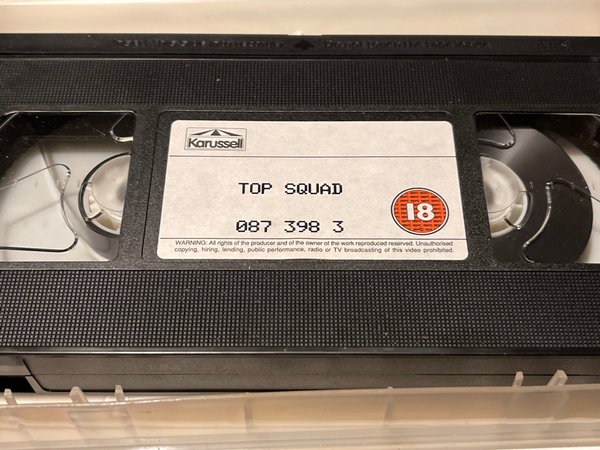 Karussell
TOP SQUAD
087 398 3
18
WARNING: All rights of the producer and of the owner of the work reproduced reserved. Unauthorised
copying, hiring, lending, public performance, radio or TV broadcasting of this video prohibited.